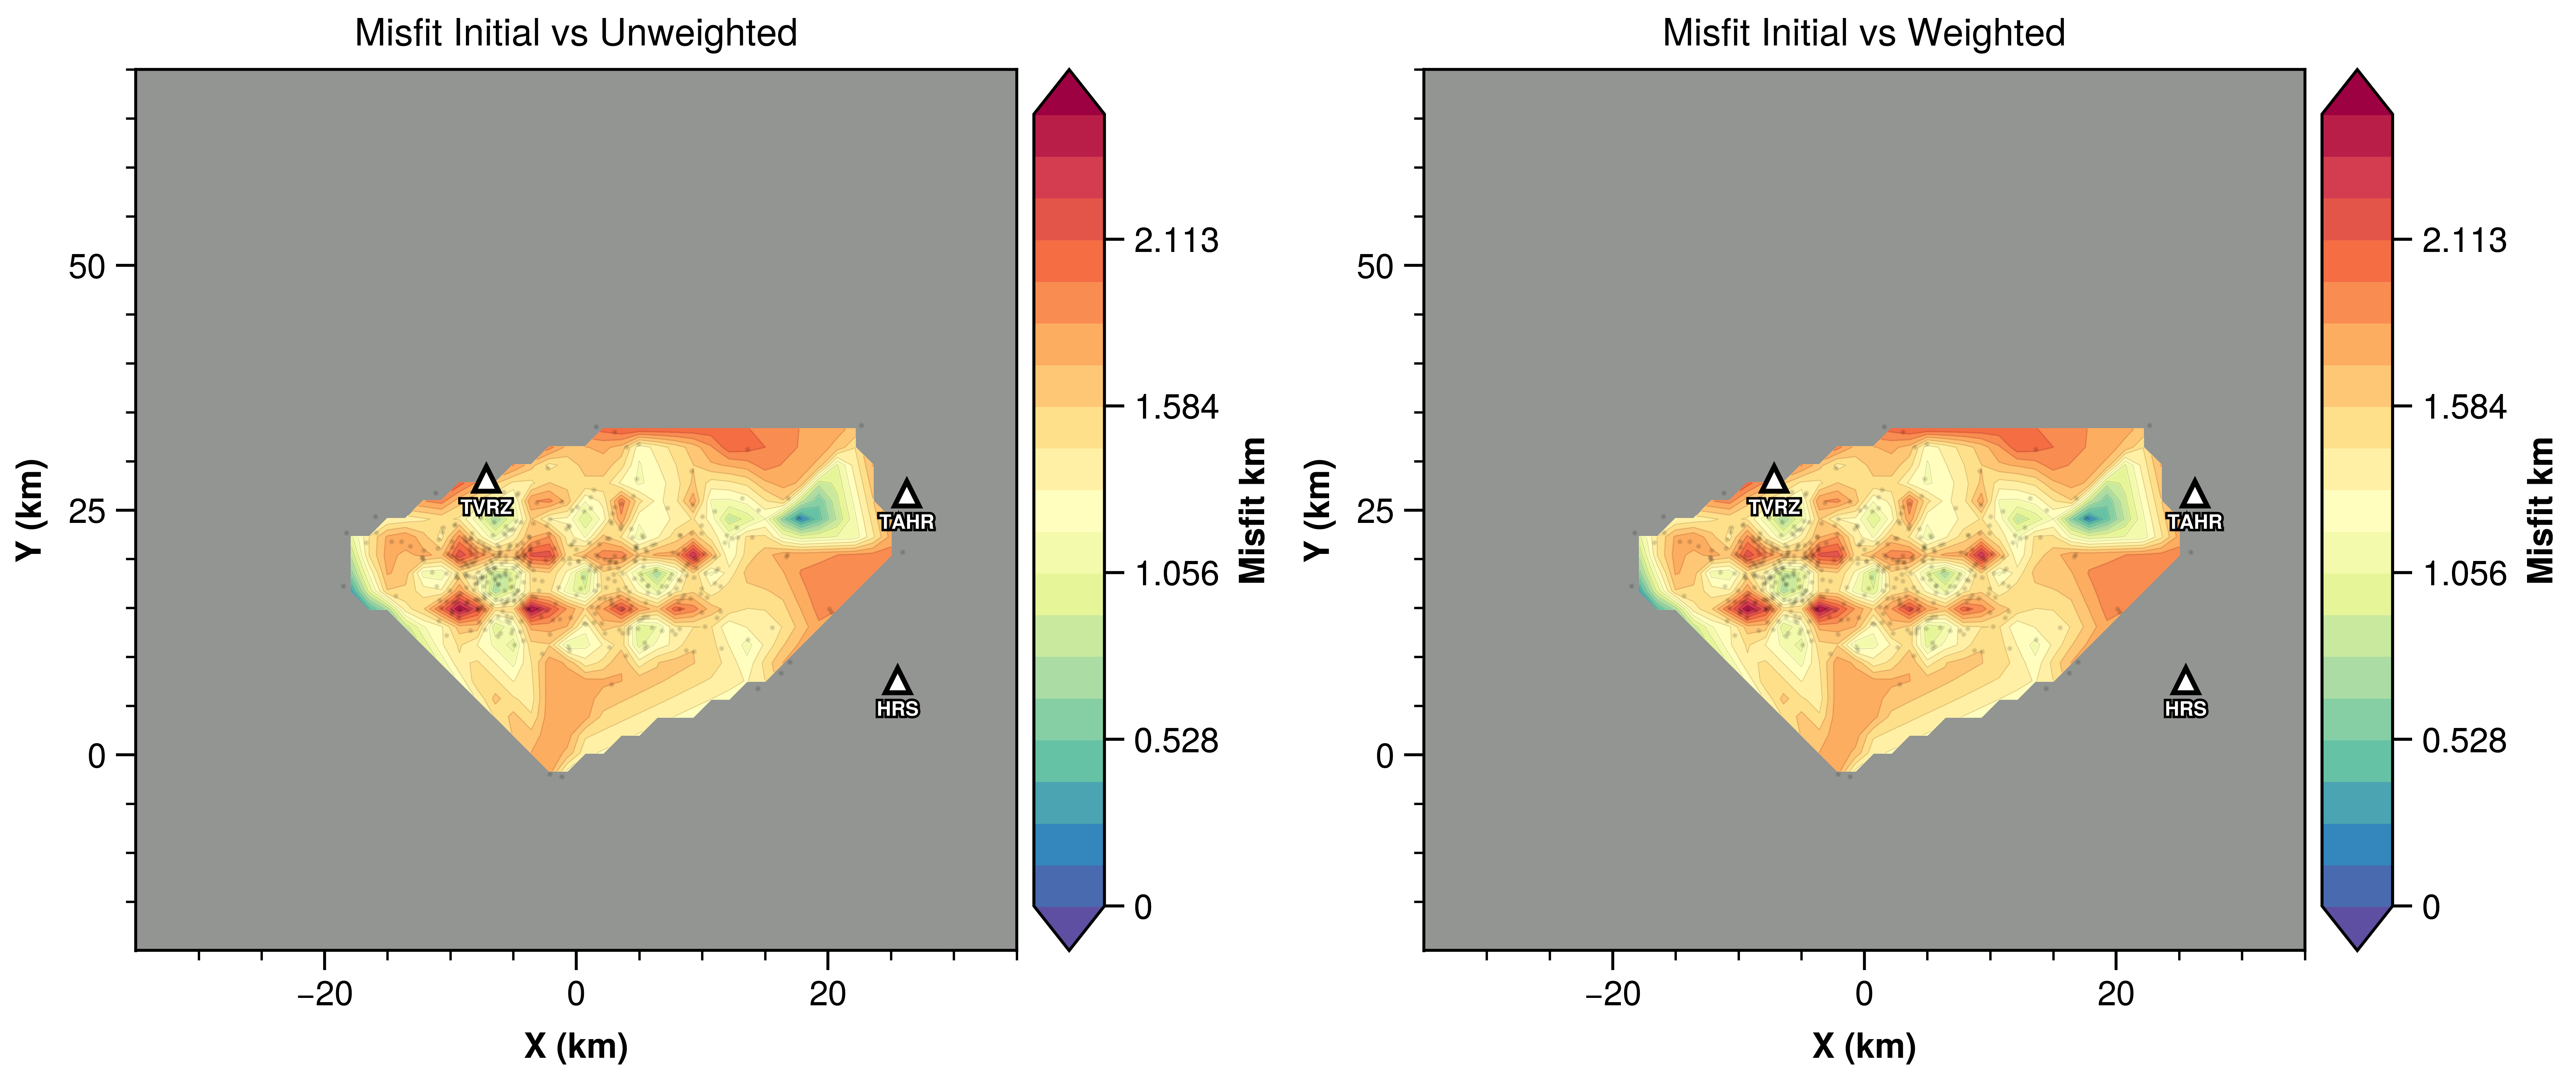 Misfit Initial vs Unweighted
50
25
0
Y (km)
−20
0
20
X (km)
TVRZ
TAHR
HRS
2.113
1.584
1.056
0.528
0
Misfit km
Misfit Initial vs Weighted
50
25
0
Y (km)
−20
0
20
X (km)
TVRZ
TAHR
HRS
2.113
1.584
1.056
0.528
0
Misfit km